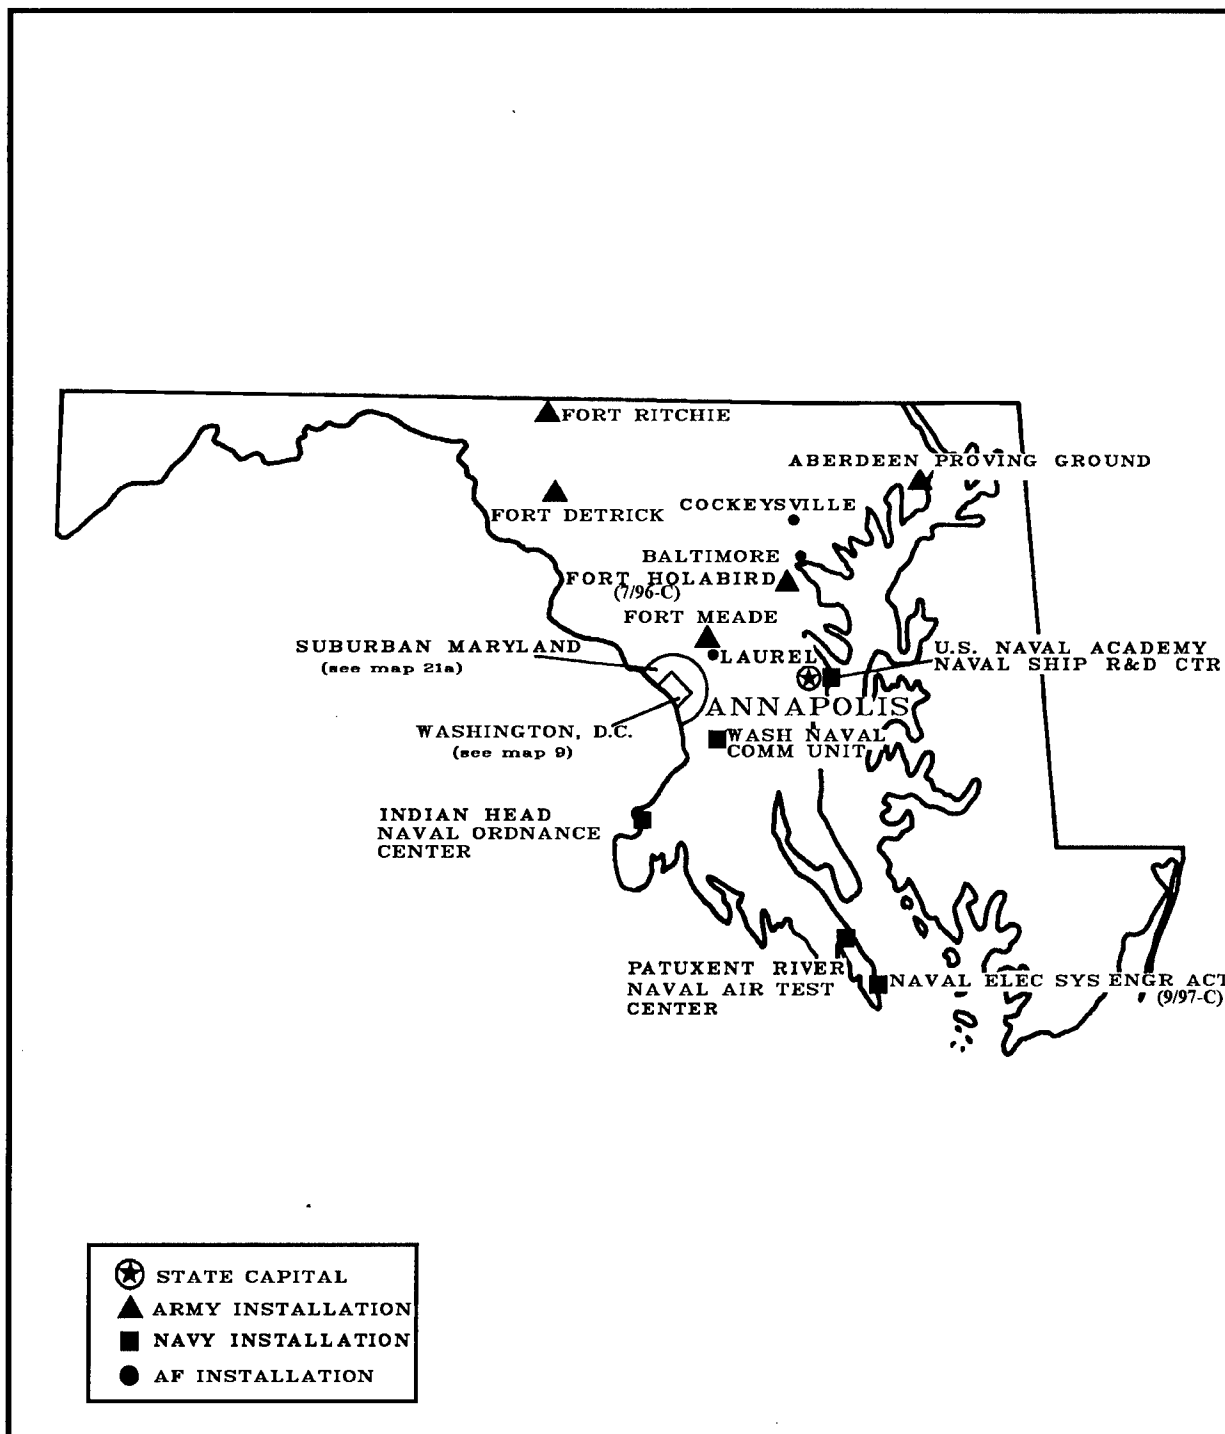 FORT RITCHIE
ABERDEEN PROVING GROUND
FORT DETRICK
COCKEYSVILLE
BALTIMORE
FORT HOLABIRD
(7/96-C)
FORT MEADE
SUBURBAN MARYLAND
(see map 21a)
LAUREL
U.S. NAVAL ACADEMY
NAVAL SHIP R&D CTR
ANNAPOLIS
WASHINGTON, D.C.
(see map 9)
WASH NAVAL
COMM UNIT
INDIAN HEAD
NAVAL ORDNANCE
CENTER
PATUXENT RIVER
NAVAL AIR TEST
CENTER
NAVAL ELEC SYS ENGR ACT
(9/97-C)
STATE CAPITAL
ARMY INSTALLATION
NAVY INSTALLATION
AF INSTALLATION